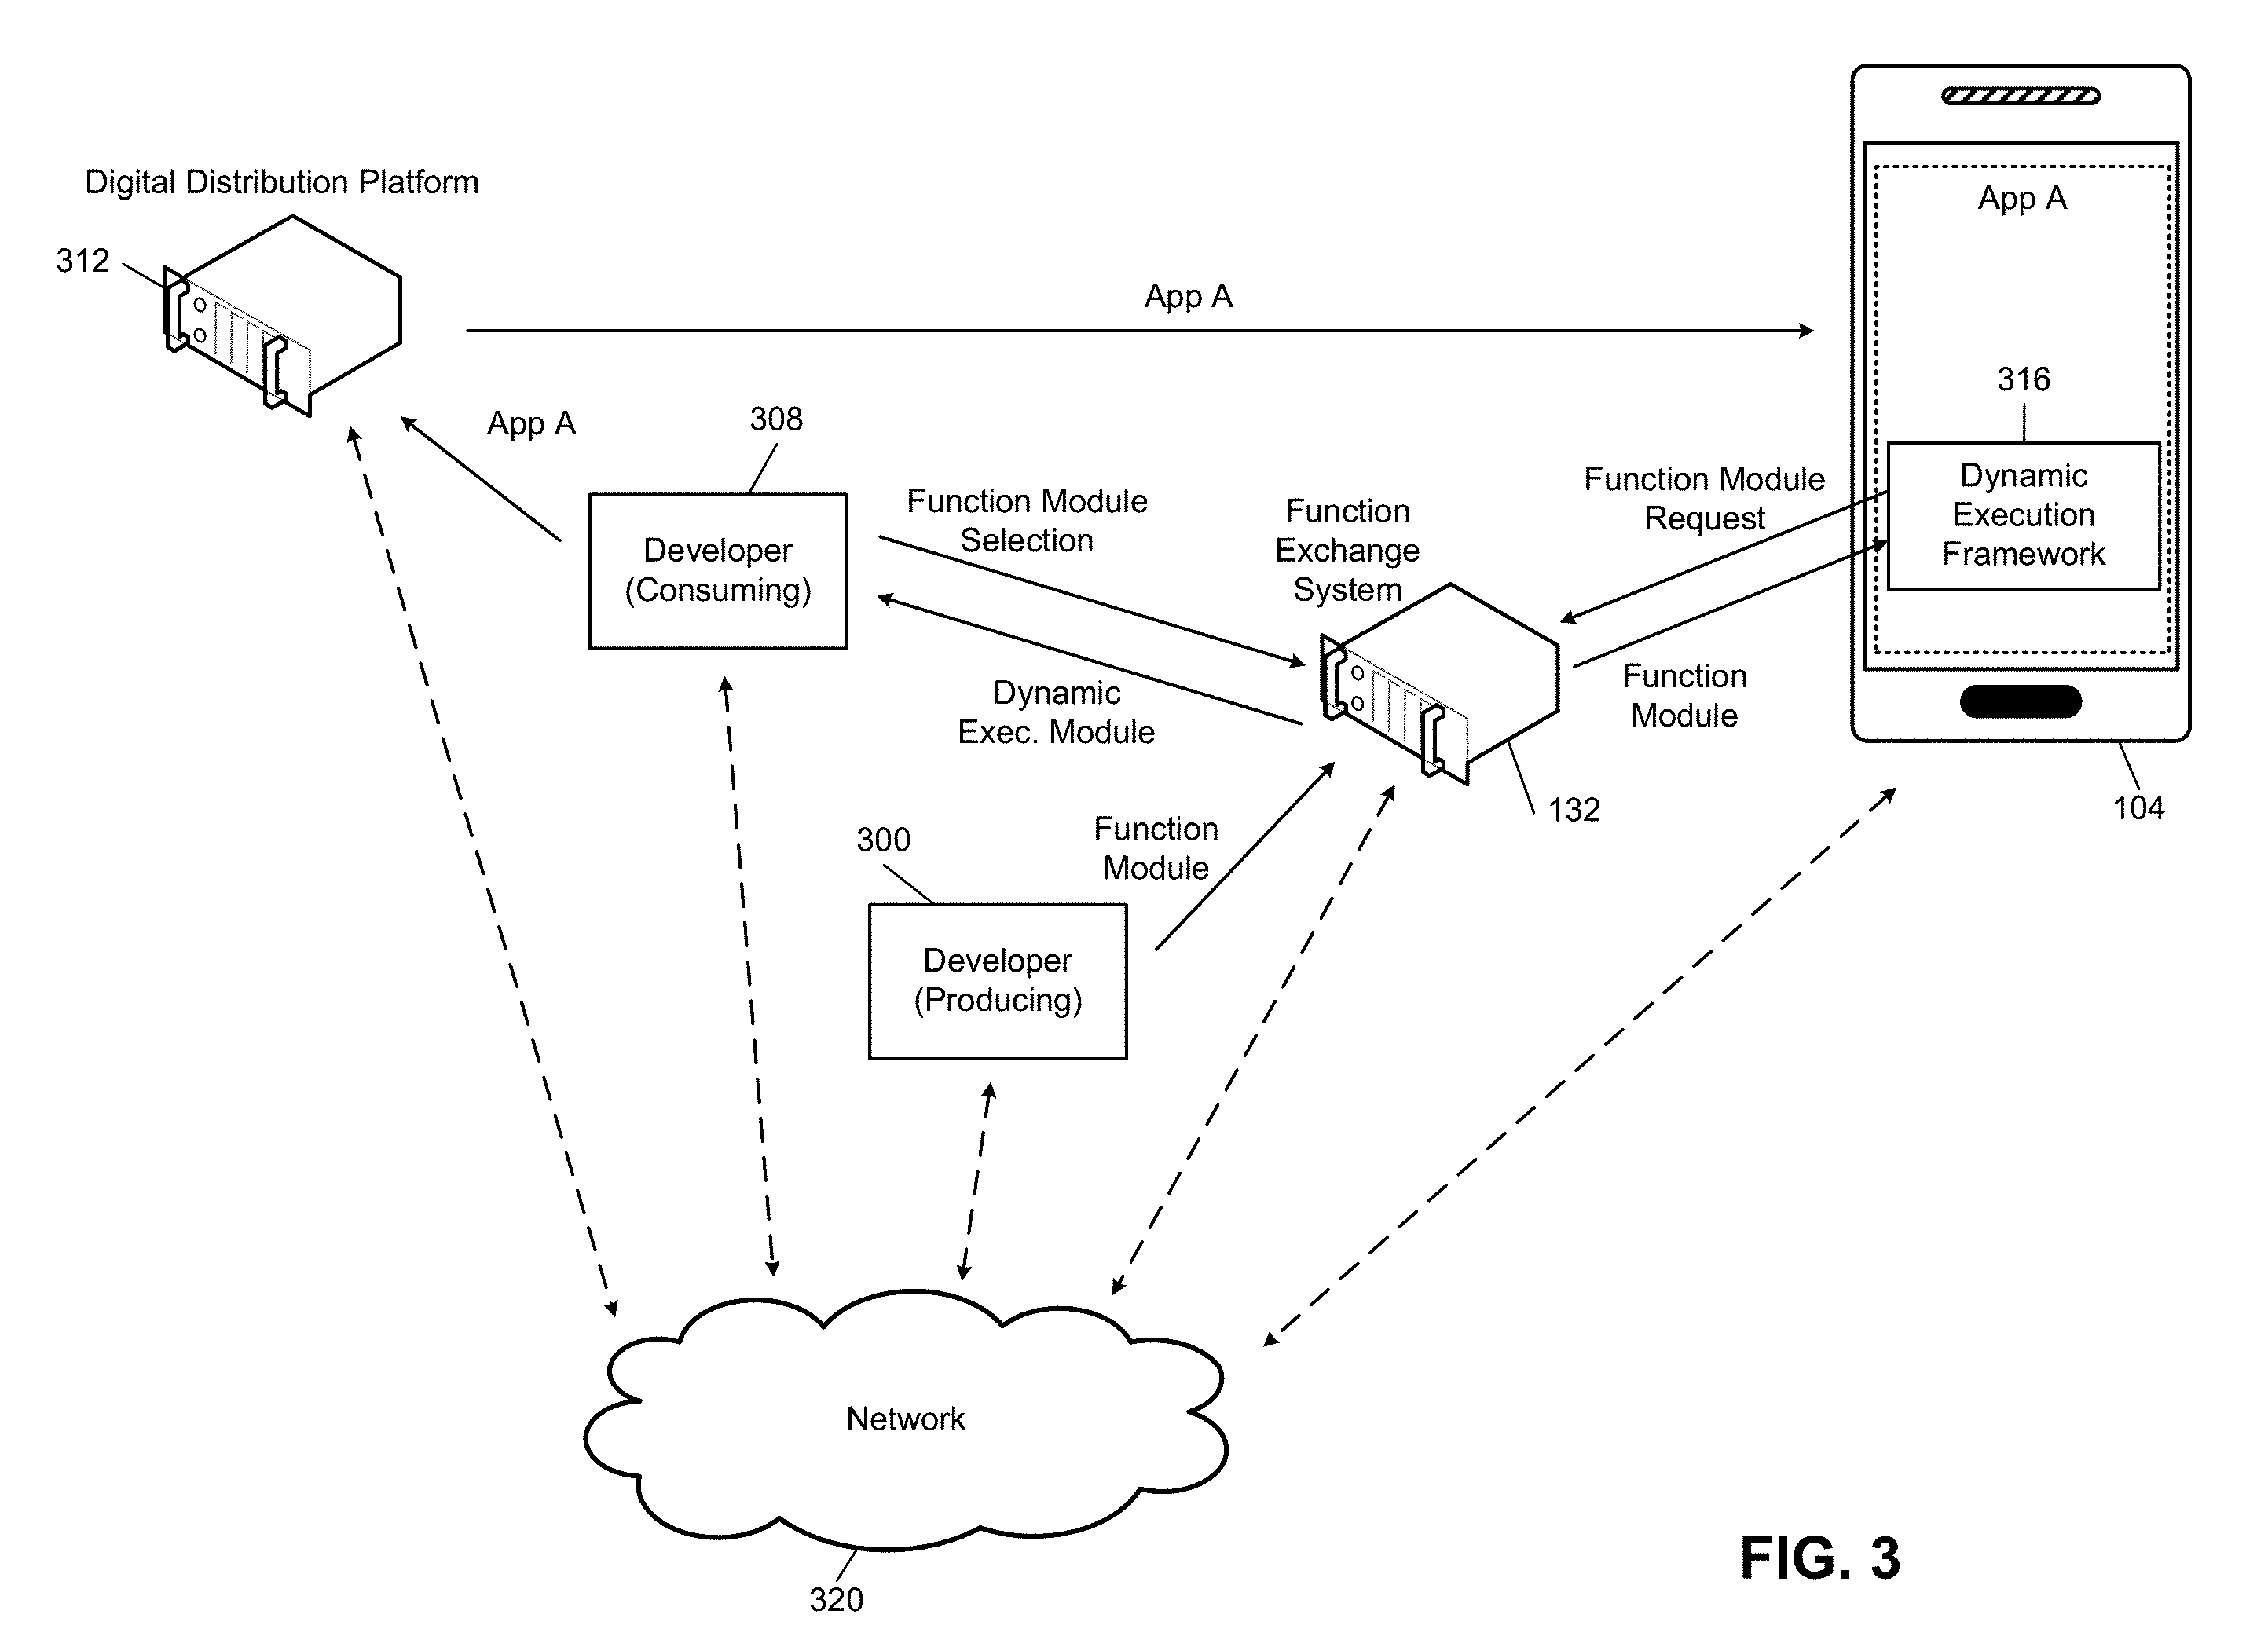 Digital Distribution Platform
312
App A
App A
316
Dynamic
Execution
Framework
App A
308
Developer
(Consuming)
Function Module
Selection
Function
Exchange
System
Function Module
Request
Dynamic
Exec. Module
Function
Module
132
104
300
Function
Module
Developer
(Producing)
Network
320
FIG. 3